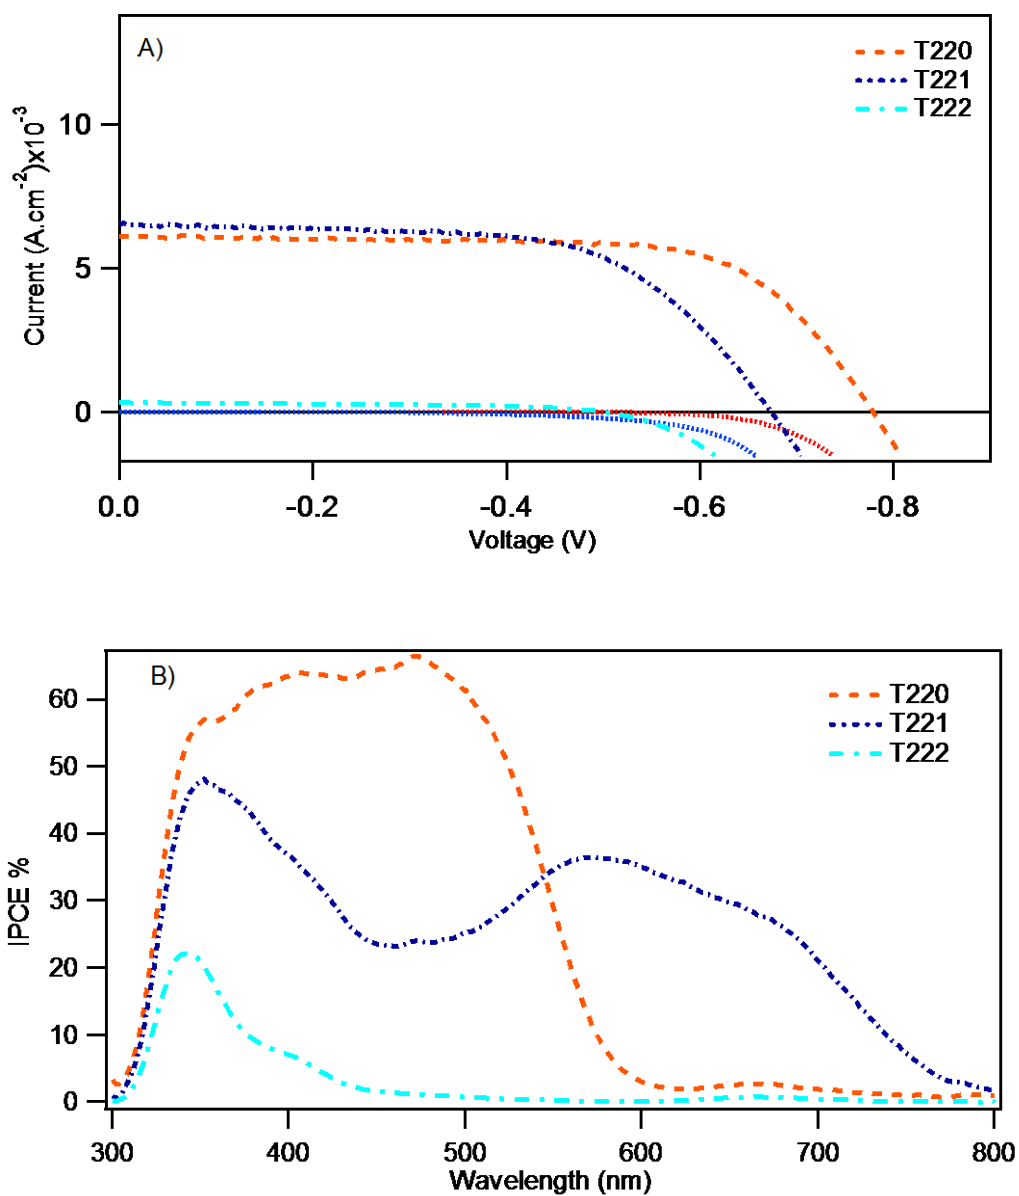 A)
T220
T221
T222
Current (A.cm⁻²)x10⁻³
10
5
0
0.0 -0.2 -0.4 -0.6 -0.8
Voltage (V)
B)
T220
T221
T222
IPCE %
60
50
40
30
20
10
0
300 400 500 600 700 800
Wavelength (nm)